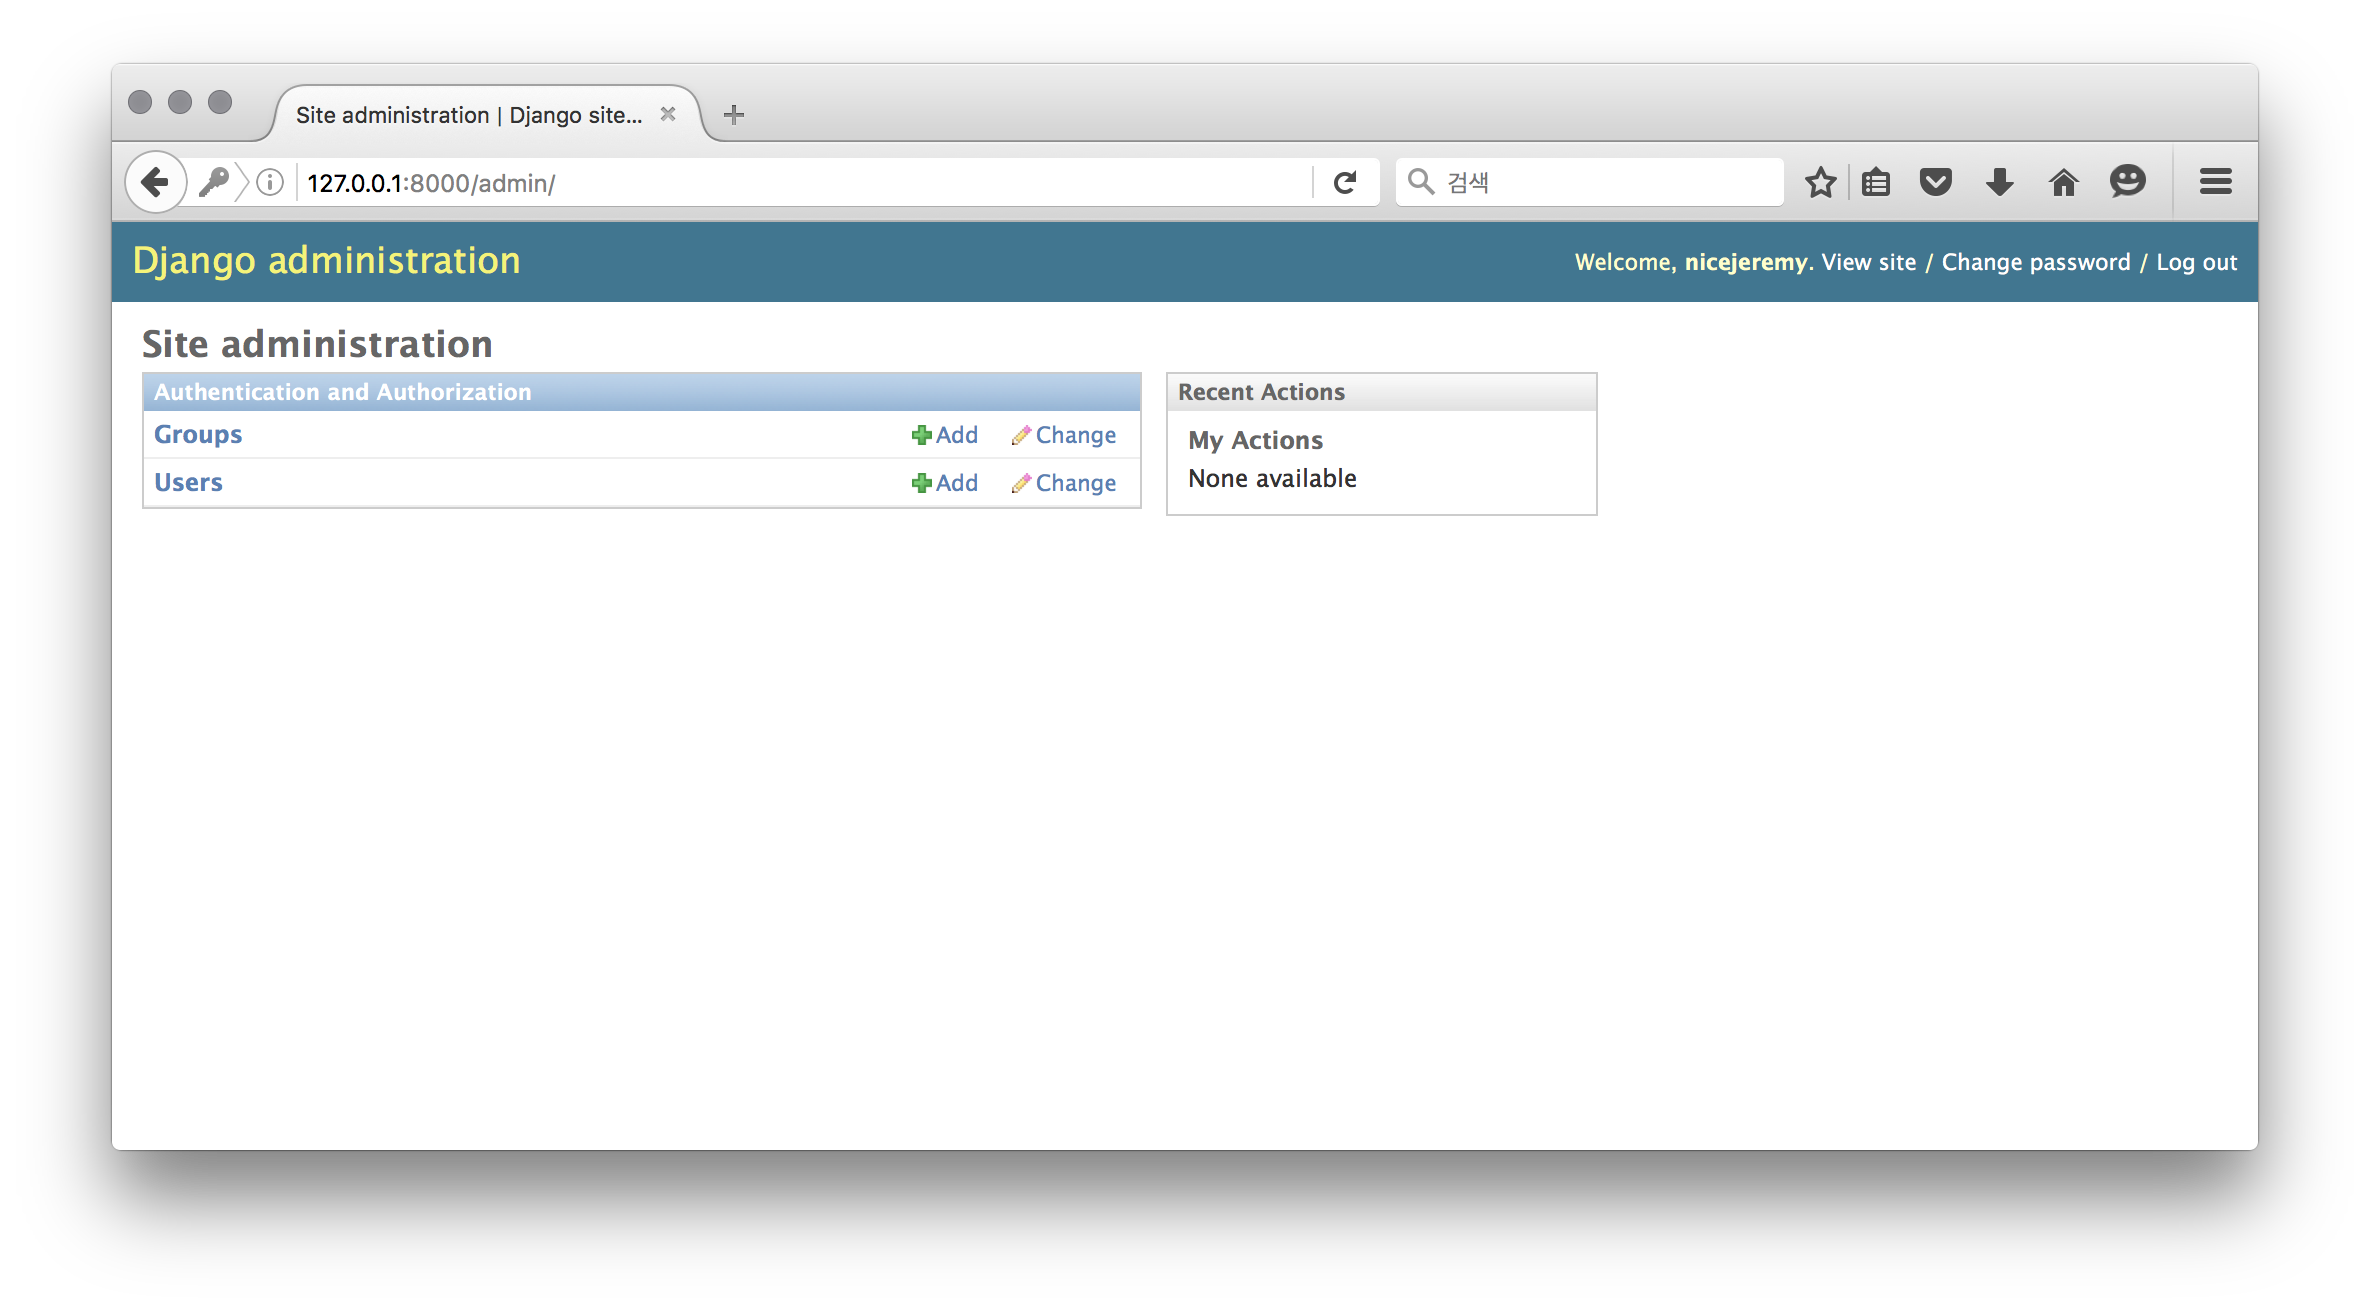 Site administration | Django site...
127.0.0.1:8000/admin/
검색
Django administration
Welcome, nicejeremy. View site / Change password / Log out
Site administration
Authentication and Authorization
Groups Add Change
Users Add Change
Recent Actions
My Actions
None available